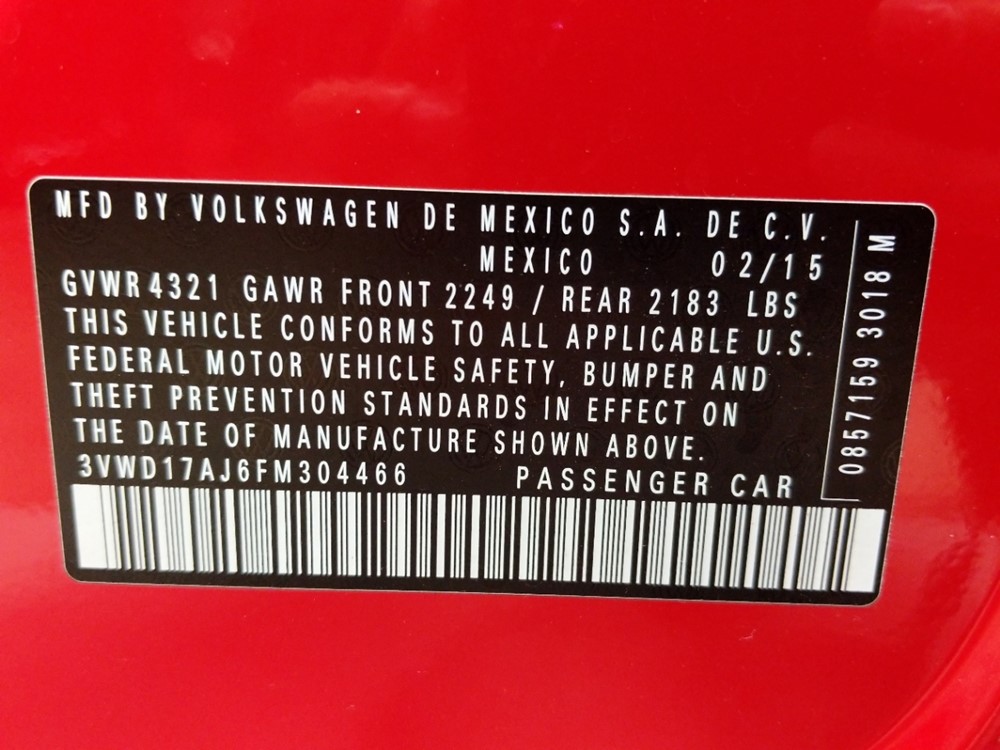 MFD BY VOLKSWAGEN DE MEXICO S.A. DE C.V.
MEXICO 02/15
GVWR 4321 GAWR FRONT 2249 / REAR 2183 LBS
THIS VEHICLE CONFORMS TO ALL APPLICABLE U.S.
FEDERAL MOTOR VEHICLE SAFETY, BUMPER AND
THEFT PREVENTION STANDARDS IN EFFECT ON
THE DATE OF MANUFACTURE SHOWN ABOVE.
3VWD17AJ6FM304466 PASSENGER CAR
0857159 3018 M